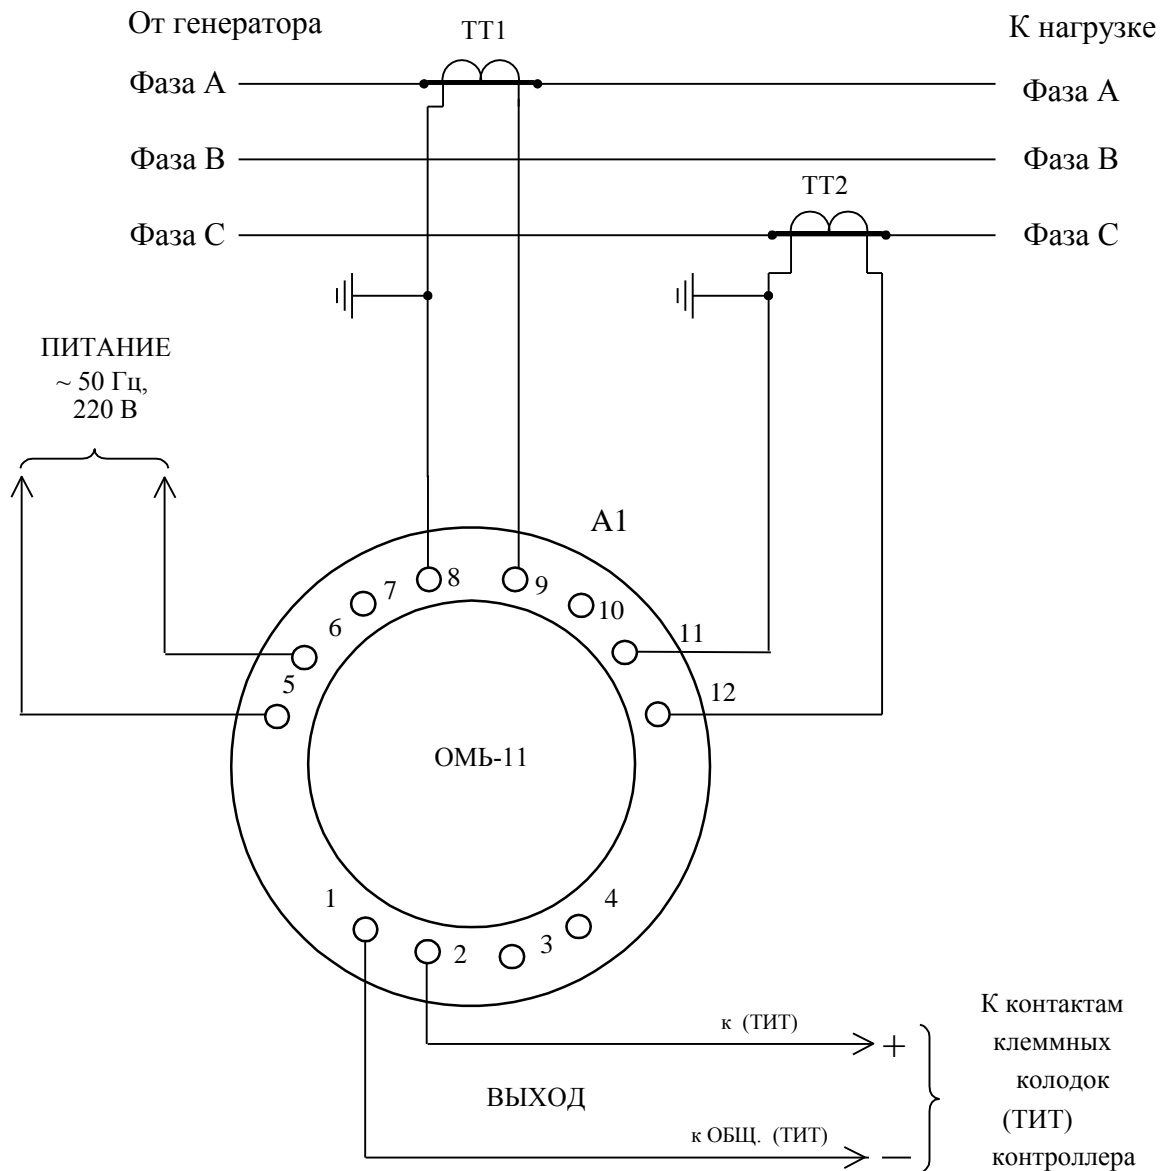 От генератора
ТТ1
К нагрузке
Фаза А
Фаза А
Фаза В
Фаза В
ТТ2
Фаза С
Фаза С
ПИТАНИЕ
~ 50 Гц,
220 В
А1
7
8
9
10
6
11
5
12
ОМЬ-11
1
4
2
3
К контактам
к (ТИТ)
+
клеммных
ВЫХОД
колодок
(ТИТ)
к ОБЩ. (ТИТ)
—
контроллера